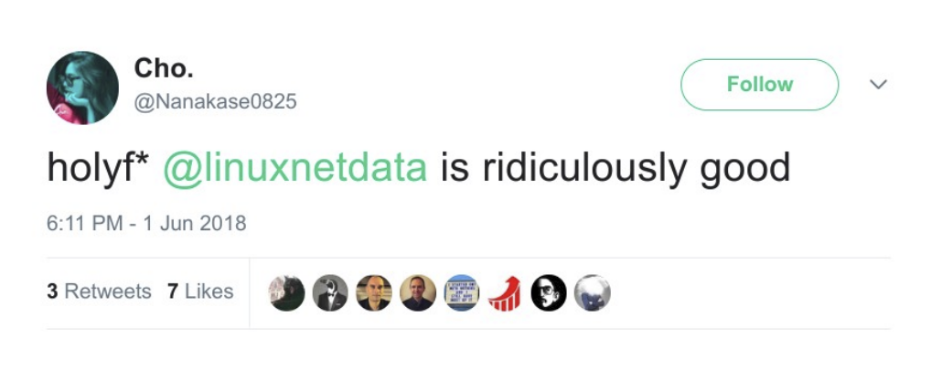 Cho.
@Nanakase0825
Follow
holyf* @linuxnetdata is ridiculously good
6:11 PM - 1 Jun 2018
3 Retweets 7 Likes